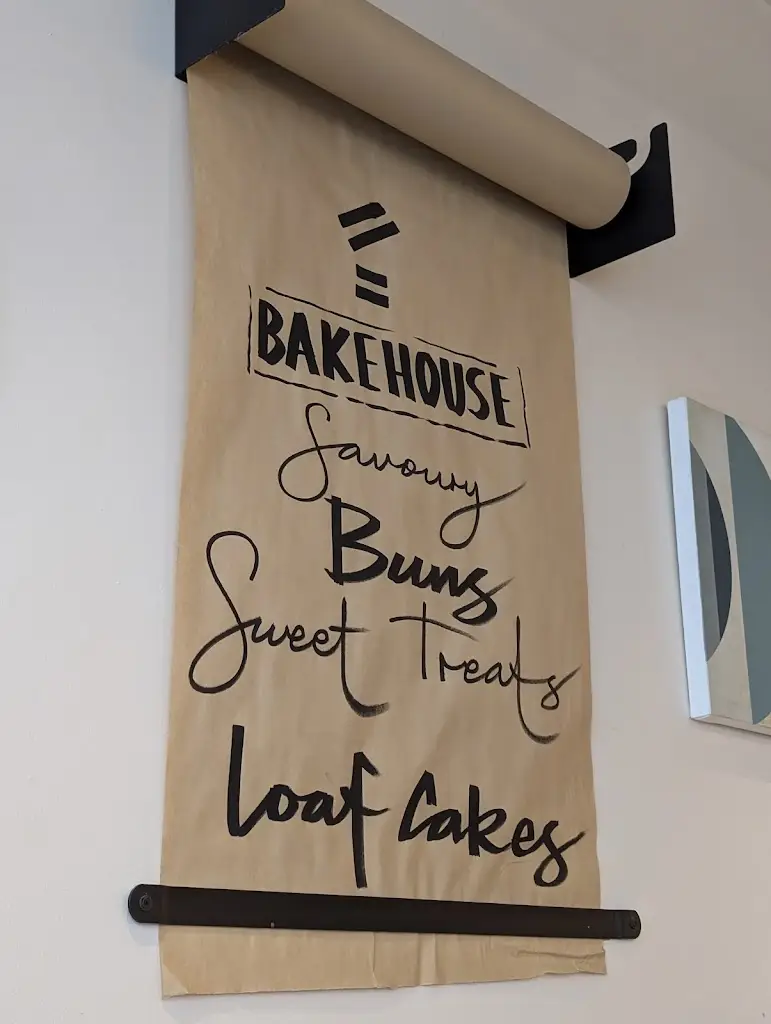 BAKEHOUSE
Savoury
Buns
Sweet Treats
Loaf Cakes